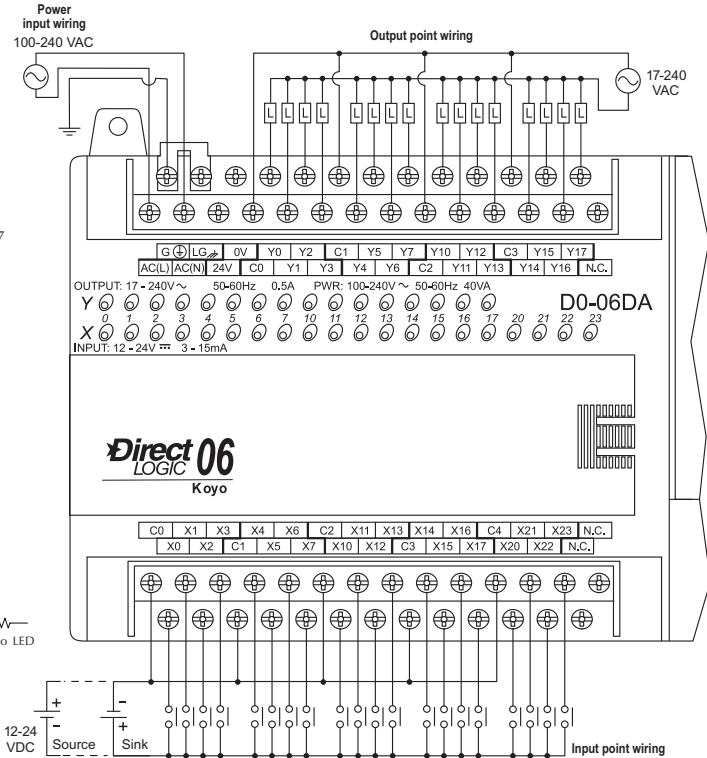 Power
input wiring
100-240 VAC
Output point wiring
17-240
VAC
L L L L L L L L L L L L L L L L
7
G LG 0V Y0 Y2 C1 Y5 Y7 Y10 Y12 C3 Y15 Y17
AC(L) AC(N) 24V C0 Y1 Y3 Y4 Y6 C2 Y11 Y13 Y14 Y16 N.C.
OUTPUT: 17 - 240V ~ 50-60Hz 0.5A PWR: 100-240V ~ 50-60Hz 40VA
Y
D0-06DA
0 1 2 3 4 5 6 7 10 11 12 13 14 15 16 17 20 21 22 23
X
INPUT: 12 - 24V ⎓ 3 - 15mA
Direct
LOGIC 06
Koyo
C0 X1 X3 X4 X6 C2 X11 X13 X14 X16 C4 X21 X23 N.C.
X0 X2 C1 X5 X7 X10 X12 C3 X15 X17 X20 X22 N.C.
o LED
+ -
- +
12-24
VDC
Source Sink
Input point wiring